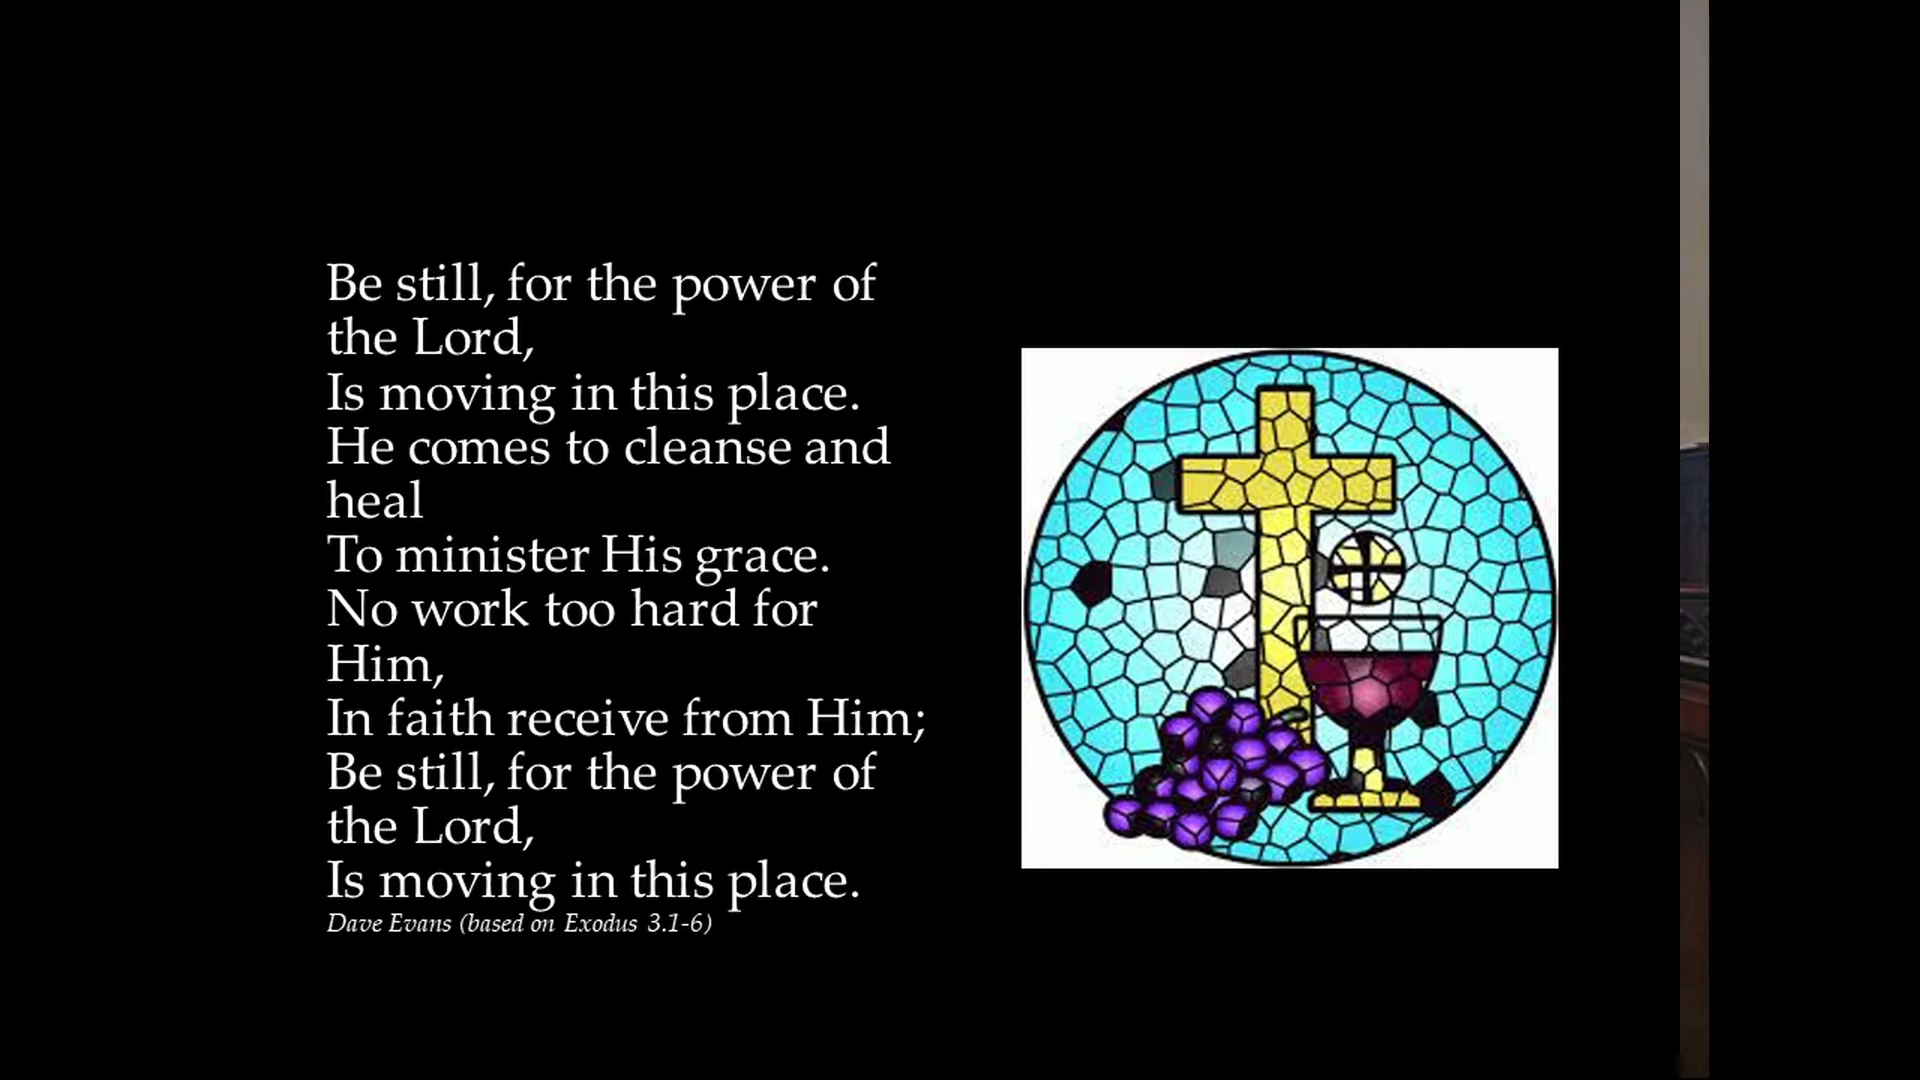 Be still, for the power of
the Lord,
Is moving in this place.
He comes to cleanse and
heal
To minister His grace.
No work too hard for
Him,
In faith receive from Him;
Be still, for the power of
the Lord,
Is moving in this place.
Dave Evans (based on Exodus 3.1-6)